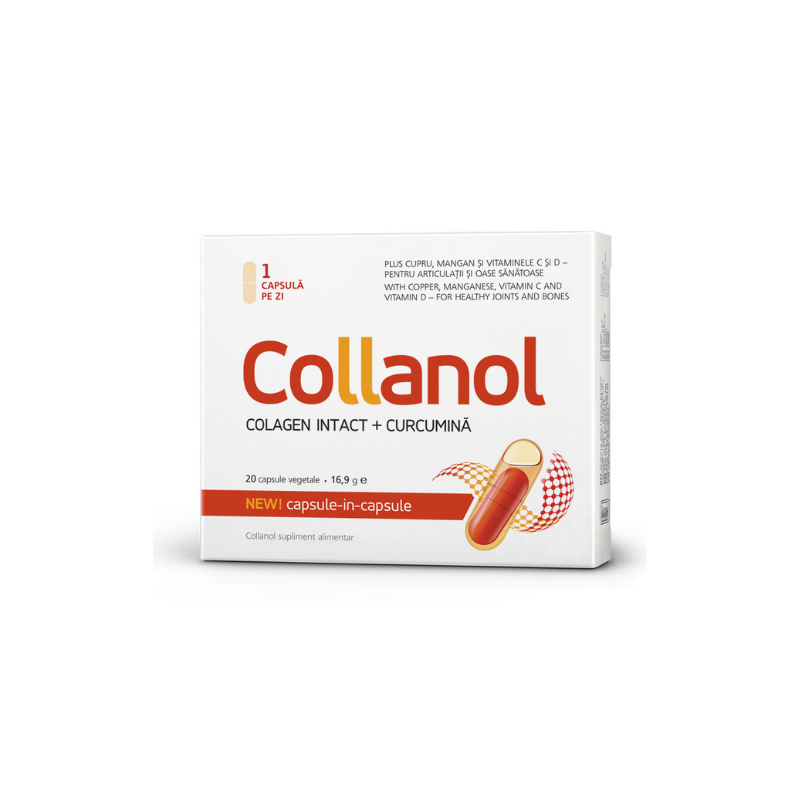 1
CAPSULĂ
PE ZI
PLUS CUPRU, MANGAN ȘI VITAMINELE C ȘI D –
PENTRU ARTICULAȚII ȘI OASE SĂNĂTOASE
WITH COPPER, MANGANESE, VITAMIN C AND
VITAMIN D – FOR HEALTHY JOINTS AND BONES
Collanol
COLAGEN INTACT + CURCUMINĂ
20 capsule vegetale • 16,9 g ℮
NEW! capsule-in-capsule
Collanol supliment alimentar